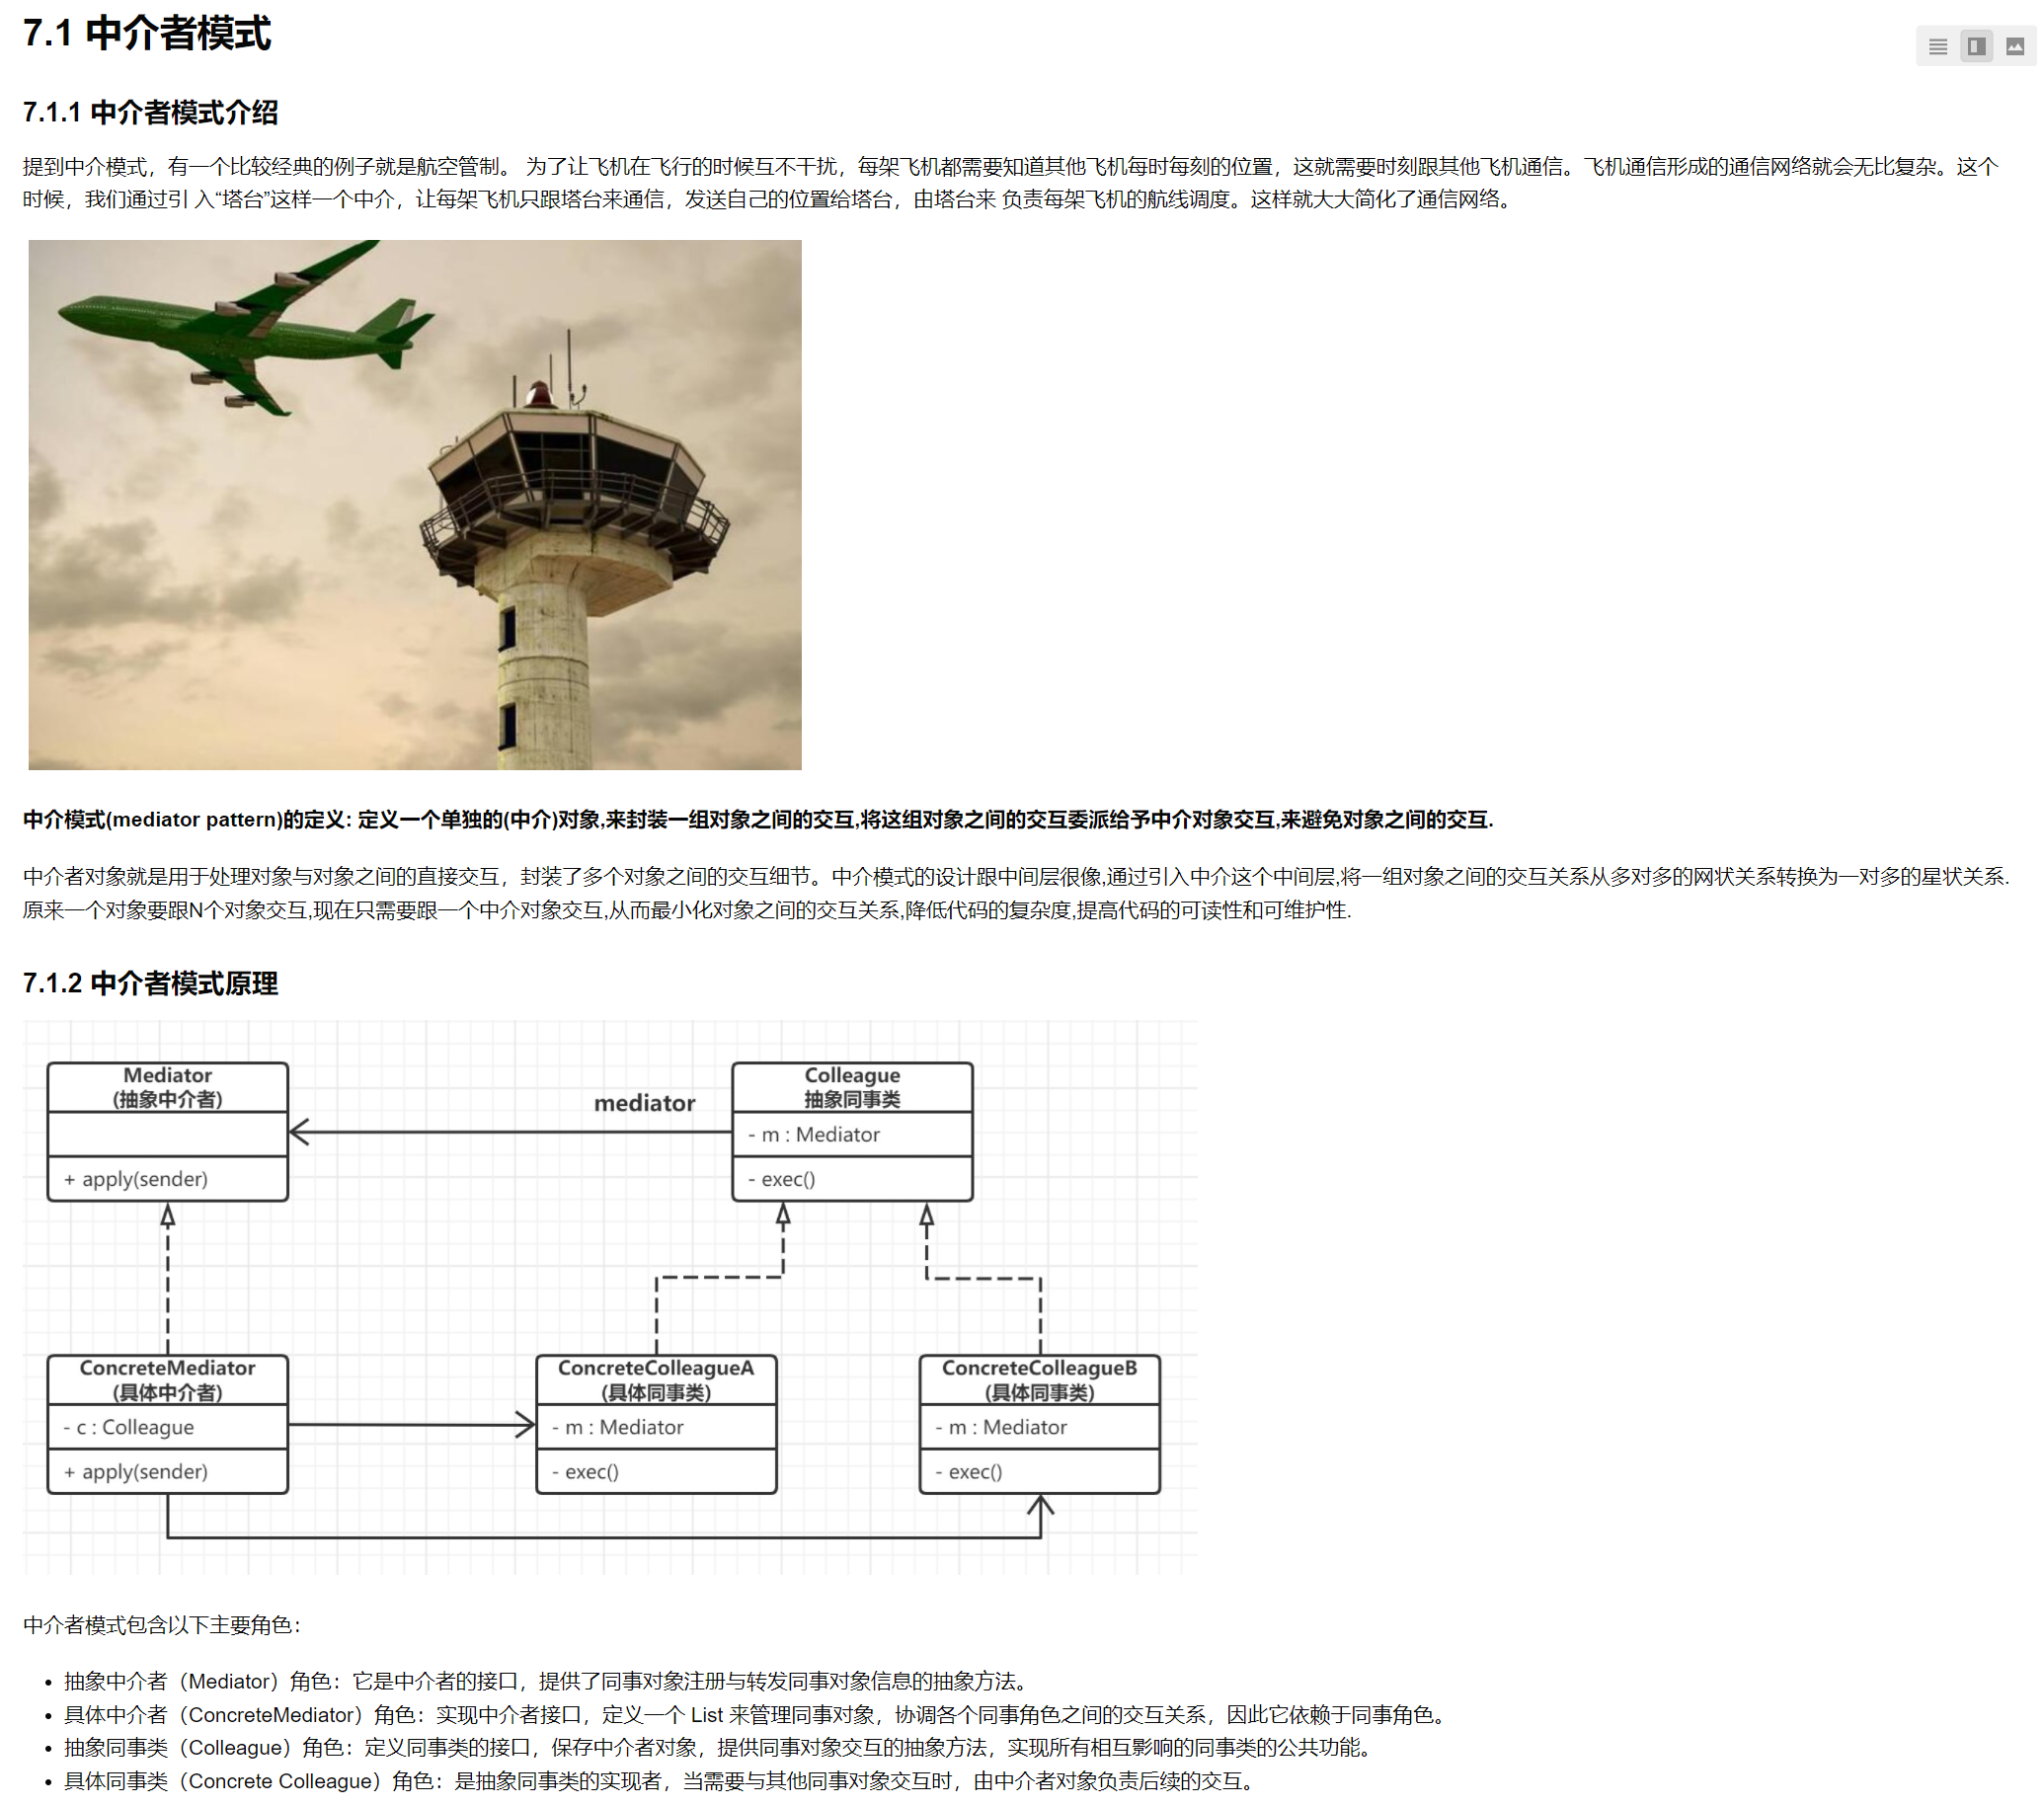 7.1 中介者模式
7.1.1 中介者模式介绍
提到中介模式，有一个比较经典的例子就是航空管制。 为了让飞机在飞行的时候互不干扰，每架飞机都需要知道其他飞机每时每刻的位置，这就需要时刻跟其他飞机通信。飞机通信形成的通信网络就会无比复杂。这个
时候，我们通过引 入“塔台”这样一个中介，让每架飞机只跟塔台来通信，发送自己的位置给塔台，由塔台来 负责每架飞机的航线调度。这样就大大简化了通信网络。
中介模式(mediator pattern)的定义: 定义一个单独的(中介)对象,来封装一组对象之间的交互,将这组对象之间的交互委派给予中介对象交互,来避免对象之间的交互.
中介者对象就是用于处理对象与对象之间的直接交互，封装了多个对象之间的交互细节。中介模式的设计跟中间层很像,通过引入中介这个中间层,将一组对象之间的交互关系从多对多的网状关系转换为一对多的星状关系.
原来一个对象要跟N个对象交互,现在只需要跟一个中介对象交互,从而最小化对象之间的交互关系,降低代码的复杂度,提高代码的可读性和可维护性.
7.1.2 中介者模式原理
Mediator
(抽象中介者)
+ apply(sender)
mediator
Colleague
抽象同事类
- m : Mediator
- exec()
ConcreteMediator
(具体中介者)
- c : Colleague
+ apply(sender)
ConcreteColleagueA
(具体同事类)
- m : Mediator
- exec()
ConcreteColleagueB
(具体同事类)
- m : Mediator
- exec()
中介者模式包含以下主要角色：
• 抽象中介者（Mediator）角色：它是中介者的接口，提供了同事对象注册与转发同事对象信息的抽象方法。
• 具体中介者（ConcreteMediator）角色：实现中介者接口，定义一个 List 来管理同事对象，协调各个同事角色之间的交互关系，因此它依赖于同事角色。
• 抽象同事类（Colleague）角色：定义同事类的接口，保存中介者对象，提供同事对象交互的抽象方法，实现所有相互影响的同事类的公共功能。
• 具体同事类（Concrete Colleague）角色：是抽象同事类的实现者，当需要与其他同事对象交互时，由中介者对象负责后续的交互。